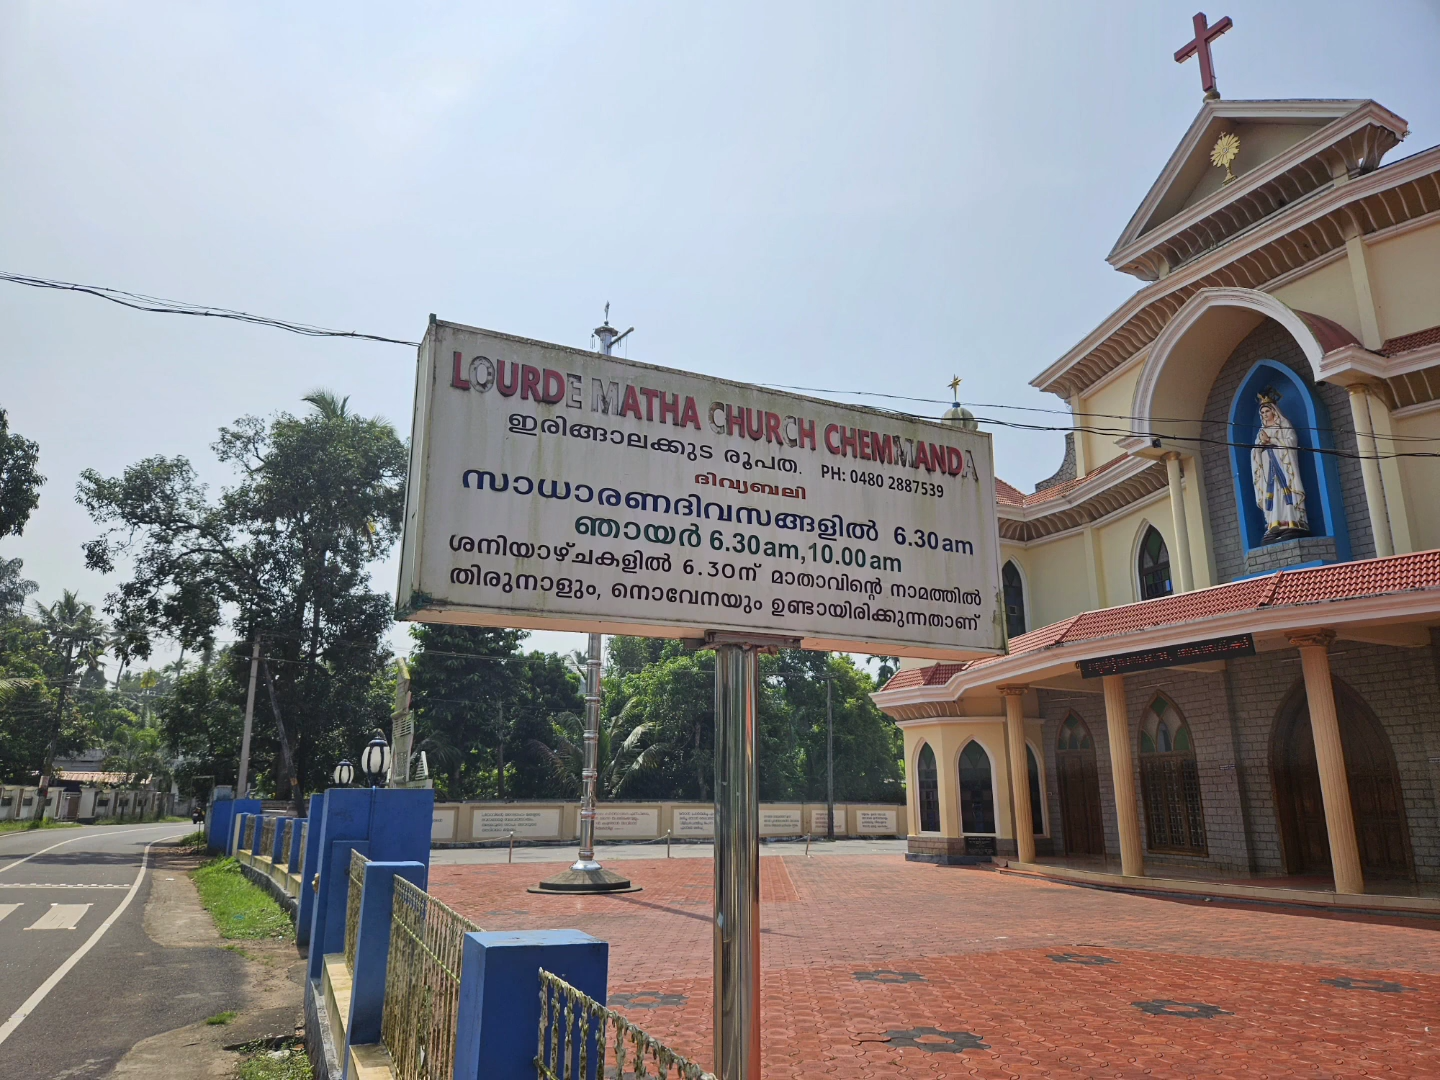 LOURDE MATHA CHURCH CHEMMANDA
ഇരിങ്ങാലക്കുട രൂപത. PH: 0480 2887539
ദിവ്യബലി
സാധാരണദിവസങ്ങളിൽ 6.30am
ഞായർ 6.30am,10.00am
ശനിയാഴ്ചകളിൽ 6.30ന് മാതാവിന്റെ നാമത്തിൽ
തിരുനാളും, നൊവേനയും ഉണ്ടായിരിക്കുന്നതാണ്